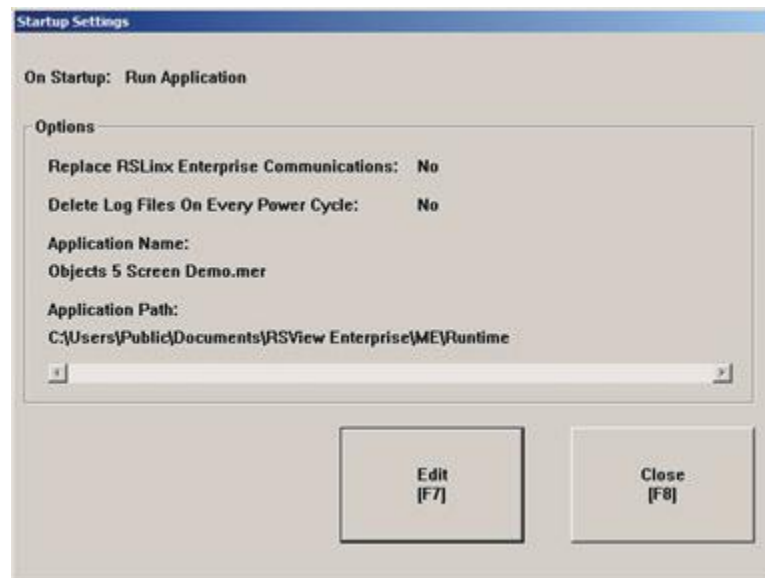 Startup Settings
On Startup: Run Application
Options
Replace RSLinx Enterprise Communications: No
Delete Log Files On Every Power Cycle: No
Application Name:
Objects 5 Screen Demo.mer
Application Path:
C:\Users\Public\Documents\RSView Enterprise\ME\Runtime
Edit
[F7]
Close
[F8]